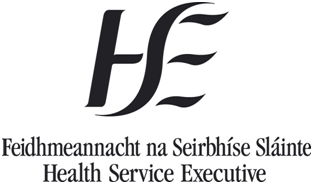 HSE
Feidhmeannacht na Seirbhíse Sláinte
Health Service Executive